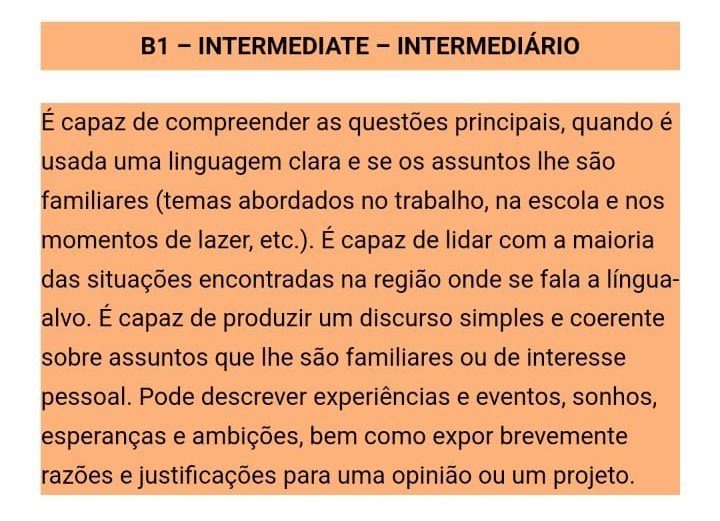 B1 – INTERMEDIATE – INTERMEDIÁRIO
É capaz de compreender as questões principais, quando é
usada uma linguagem clara e se os assuntos lhe são
familiares (temas abordados no trabalho, na escola e nos
momentos de lazer, etc.). É capaz de lidar com a maioria
das situações encontradas na região onde se fala a língua-
alvo. É capaz de produzir um discurso simples e coerente
sobre assuntos que lhe são familiares ou de interesse
pessoal. Pode descrever experiências e eventos, sonhos,
esperanças e ambições, bem como expor brevemente
razões e justificações para uma opinião ou um projeto.